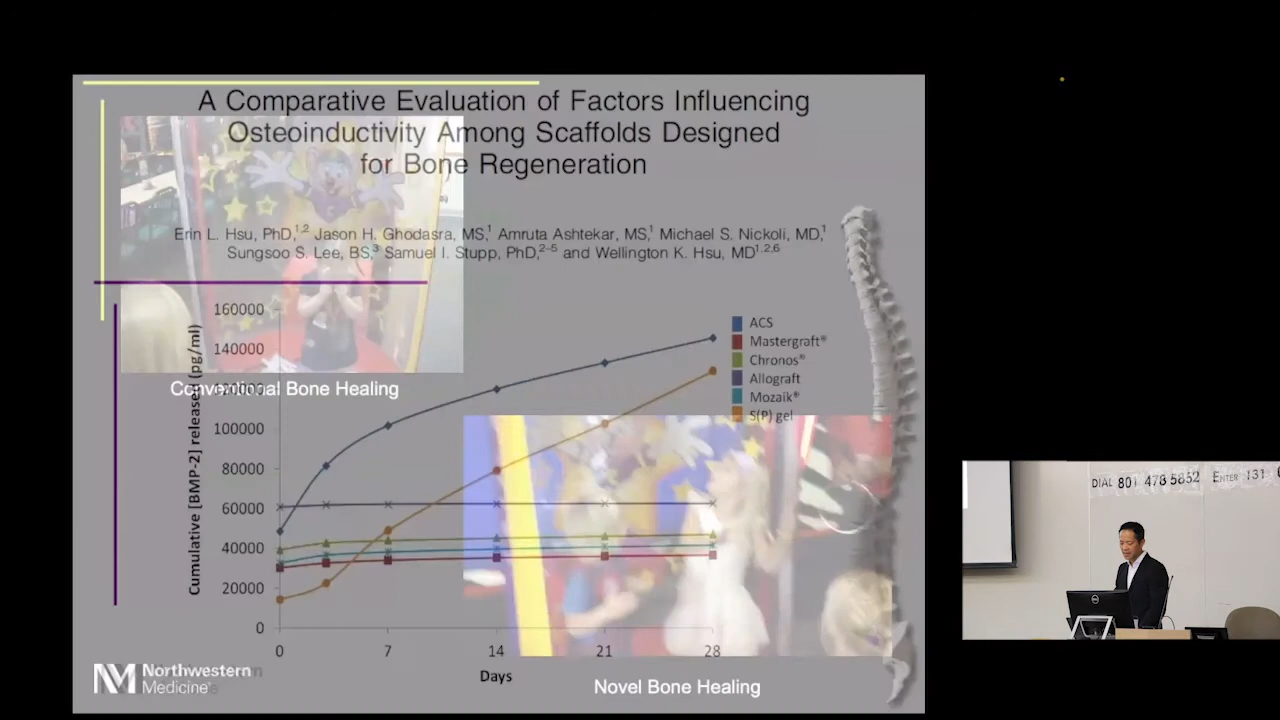 A Comparative Evaluation of Factors Influencing
Osteoinductivity Among Scaffolds Designed
for Bone Regeneration
Erin L. Hsu, PhD,1,2 Jason H. Ghodasra, MS,1 Amruta Ashtekar, MS,1 Michael S. Nickoli, MD,1
Sungsoo S. Lee, BS,3 Samuel I. Stupp, PhD,2–5 and Wellington K. Hsu, MD1,2,6
Cumulative [BMP-2] released (pg/ml)
160000
140000
120000
100000
80000
60000
40000
20000
0
0 7 14 21 28
Days
ACS
Mastergraft®
Chronos®
Allograft
Mozaik®
S(P) gel
Conventional Bone Healing
Novel Bone Healing
Northwestern
Medicine®
DIAL 801 478 5852 ENTER 131
DELL